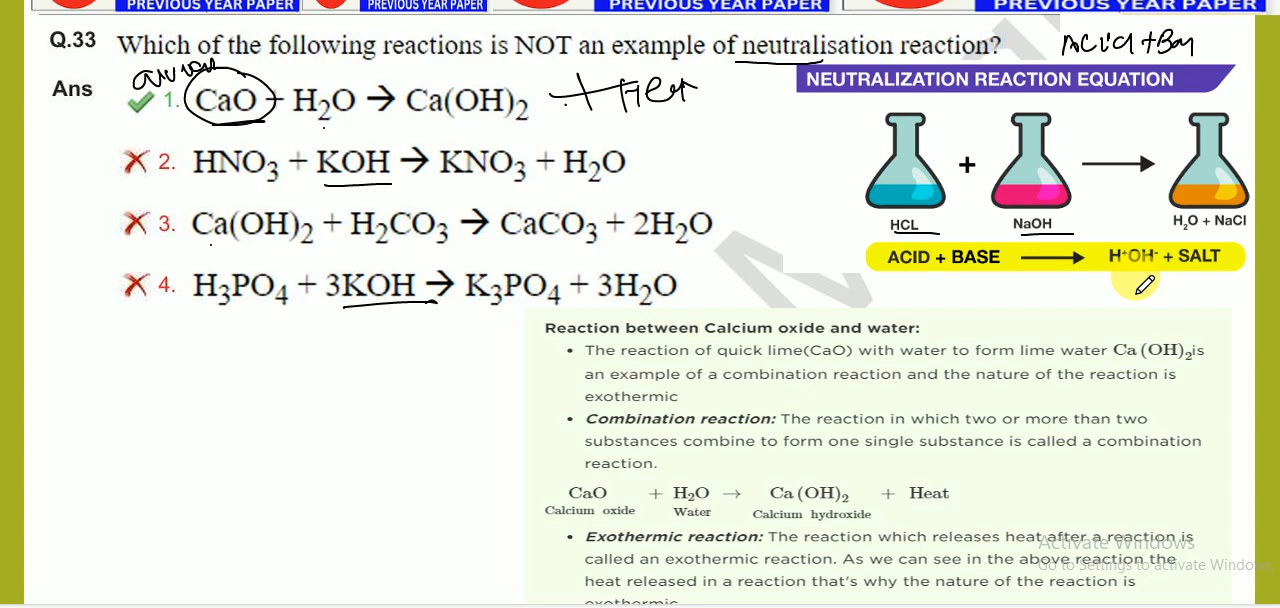 PREVIOUS YEAR PAPER PREVIOUS YEAR PAPER PREVIOUS YEAR PAPER PREVIOUS YEAR PAPER
Q.33 Which of the following reactions is NOT an example of neutralisation reaction?
Acid +
Ans
NEUTRALIZATION REACTION EQUATION
1. CaO + H₂O → Ca(OH)₂
2. HNO₃ + KOH → KNO₃ + H₂O
3. Ca(OH)₂ + H₂CO₃ → CaCO₃ + 2H₂O
4. H₃PO₄ + 3KOH → K₃PO₄ + 3H₂O
+
HCL NaOH H₂O + NaCl
ACID + BASE H⁺OH⁻ + SALT
Reaction between Calcium oxide and water:
• The reaction of quick lime(CaO) with water to form lime water Ca (OH)₂is
an example of a combination reaction and the nature of the reaction is
exothermic
• Combination reaction: The reaction in which two or more than two
substances combine to form one single substance is called a combination
reaction.
CaO + H₂O → Ca (OH)₂ + Heat
Calcium oxide Water Calcium hydroxide
• Exothermic reaction: The reaction which releases heat after a reaction is
called an exothermic reaction. As we can see in the above reaction the
heat released in a reaction that's why the nature of the reaction is
exothermic
Activate Windows
Go to Settings to activate Windows